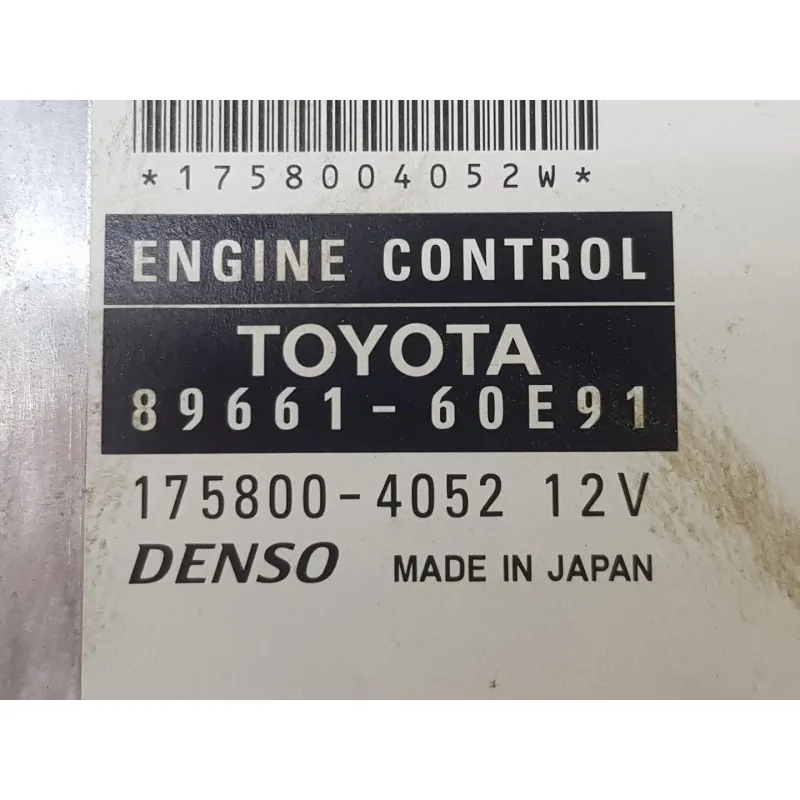 *1758004052W*
ENGINE CONTROL
TOYOTA
89661-60E91
175800-4052 12V
DENSO MADE IN JAPAN